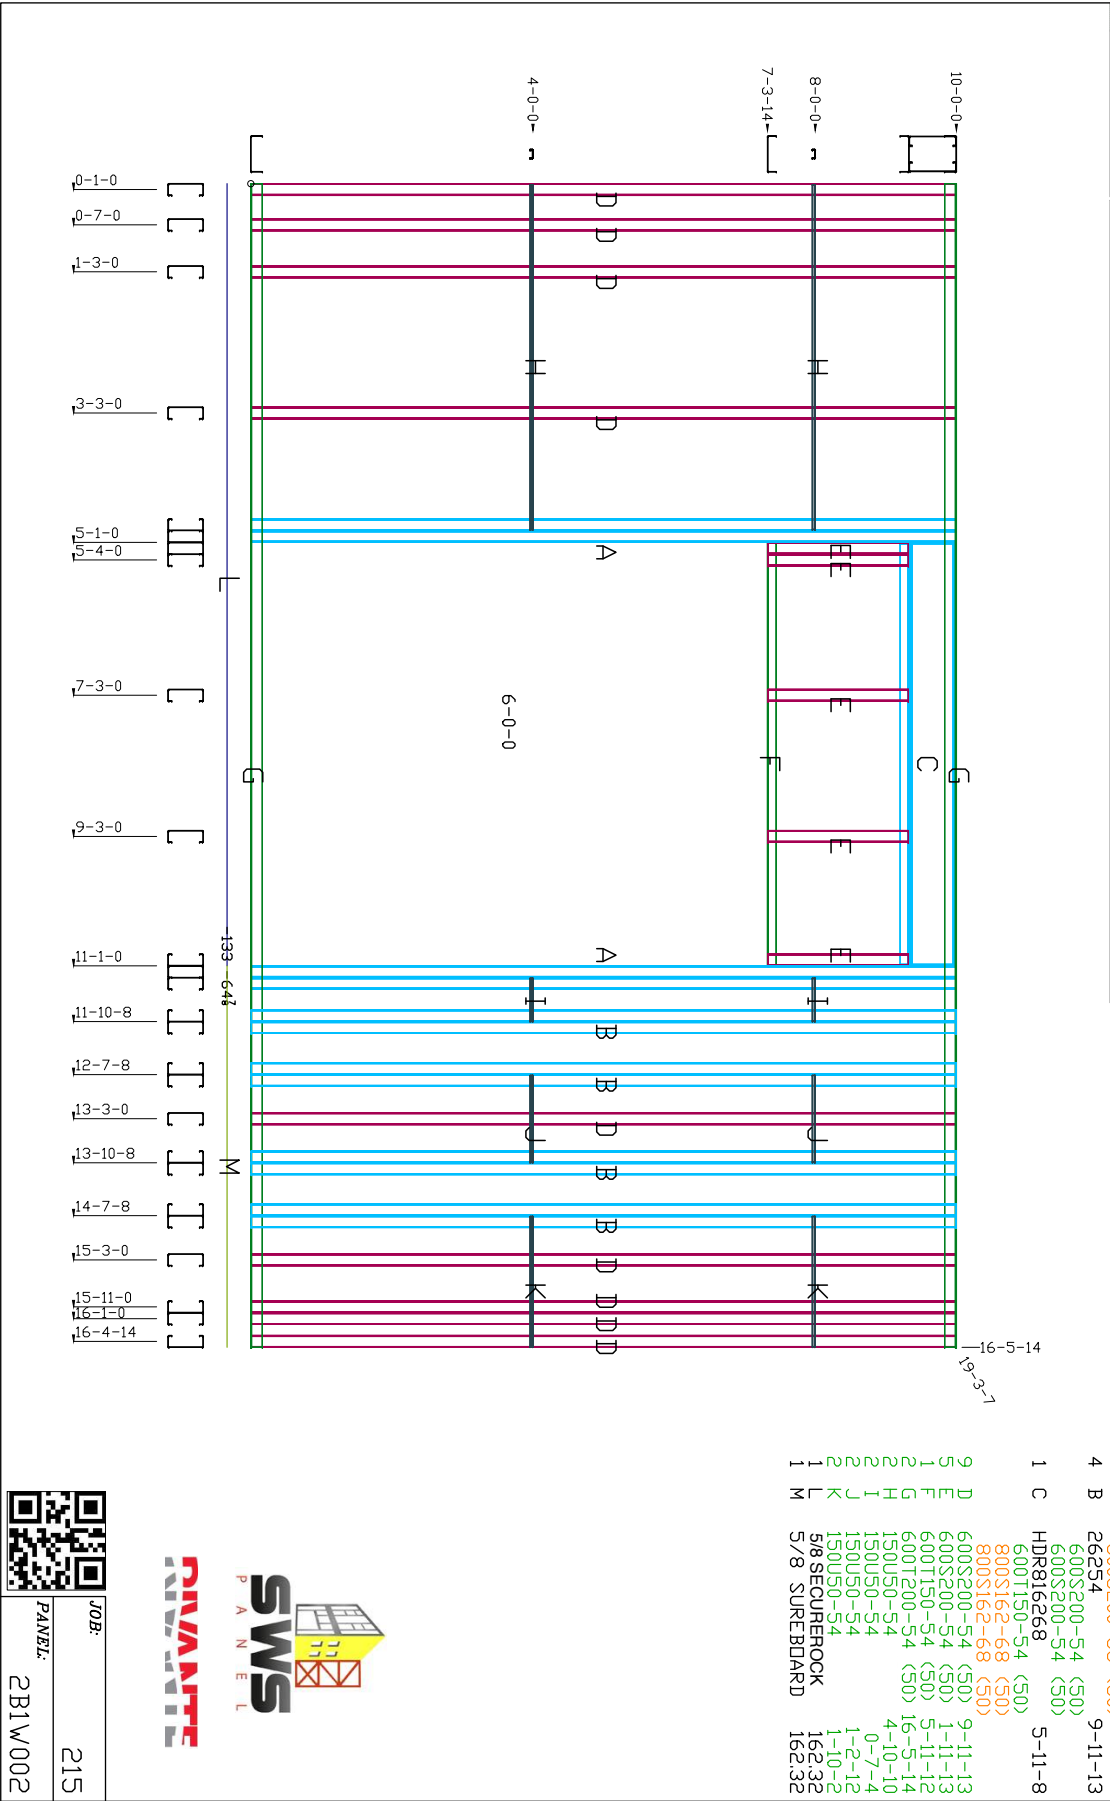 10-0-0
8-0-0
7-3-14
4-0-0
0-1-0
0-7-0
1-3-0
3-3-0
5-1-0
5-4-0
7-3-0
9-3-0
11-1-0
11-10-8
12-7-8
13-3-0
13-10-8
14-7-8
15-3-0
15-11-0
16-1-0
16-4-14
D
D
D
H
H
D
A
E
E
L
E
6-0-0
F
C
G
G
E
A
E
I
I
B
B
D
J
J
M
B
B
D
K
K
D
D
D
16-5-14
19-3-7
4 B 26254 9-11-13
600S200-54 (50)
600S200-54 (50)
1 C HDR816268 5-11-8
600T150-54 (50)
800S162-68 (50)
800S162-68 (50)
9 D 600S200-54 (50) 9-11-13
5 E 600S200-54 (50) 1-11-13
1 F 600T150-54 (50) 5-11-12
2 G 600T200-54 (50) 16-5-14
2 H 150U50-54 4-10-10
2 I 150U50-54 0-7-4
2 J 150U50-54 1-2-12
2 K 150U50-54 1-10-2
1 L 5/8 SECUREROCK 162.32
1 M 5/8 SUREBOARD 162.32
SWS
PANEL
JOB: 215
PANEL: 2B1W002